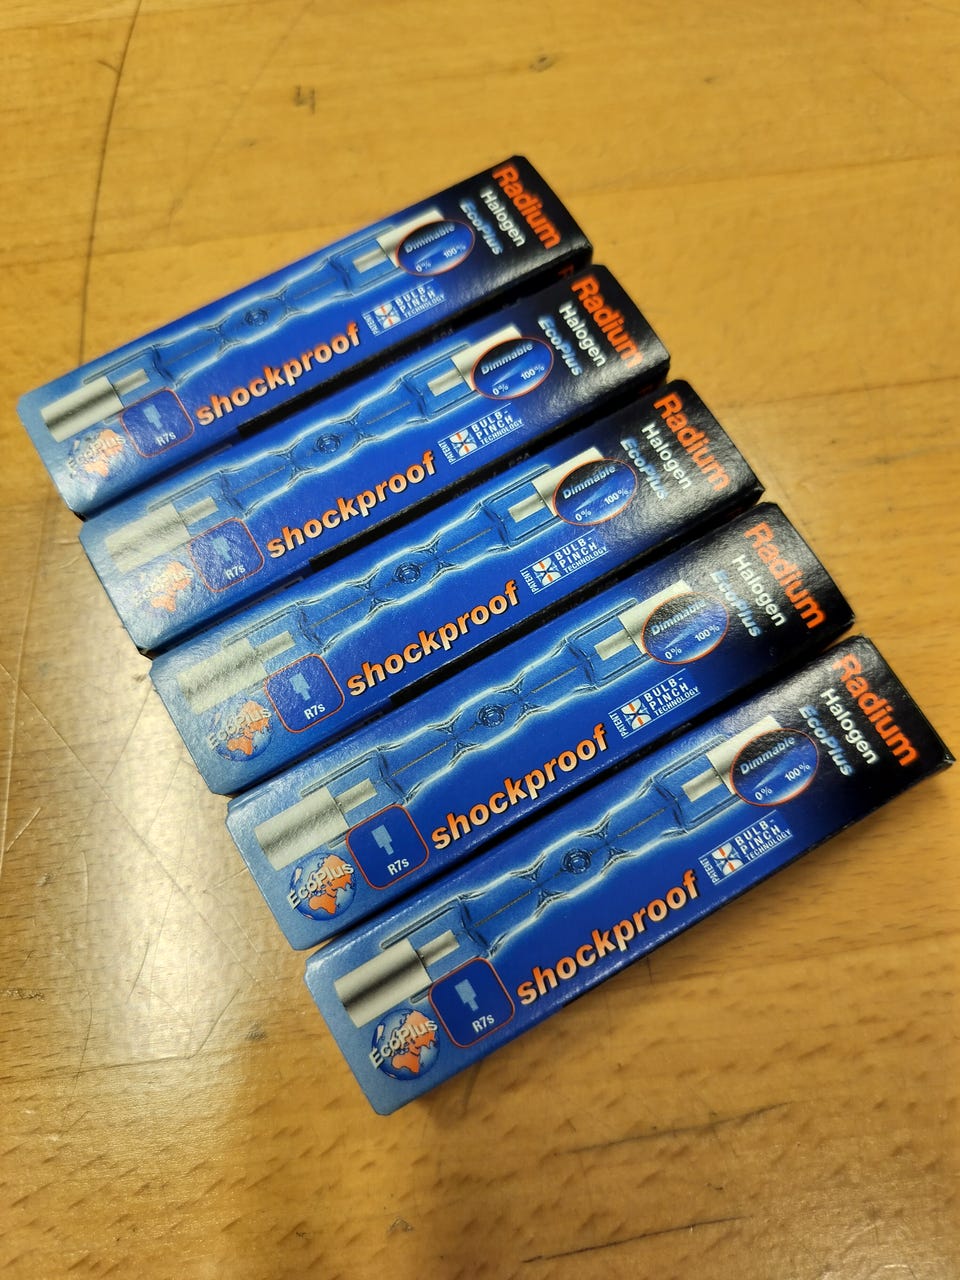 Radium
Halogen
EcoPlus
Dimmable
0% 100%
PATENT
BULB-
PINCH
TECHNOLOGY
shockproof
R7s
EcoPlus
Radium
Halogen
EcoPlus
Dimmable
0% 100%
PATENT
BULB-
PINCH
TECHNOLOGY
shockproof
R7s
EcoPlus
Radium
Halogen
EcoPlus
Dimmable
0% 100%
PATENT
BULB-
PINCH
TECHNOLOGY
shockproof
R7s
EcoPlus
Radium
Halogen
EcoPlus
Dimmable
0% 100%
PATENT
BULB-
PINCH
TECHNOLOGY
shockproof
R7s
EcoPlus
Radium
Halogen
EcoPlus
Dimmable
0% 100%
PATENT
BULB-
PINCH
TECHNOLOGY
shockproof
R7s
EcoPlus